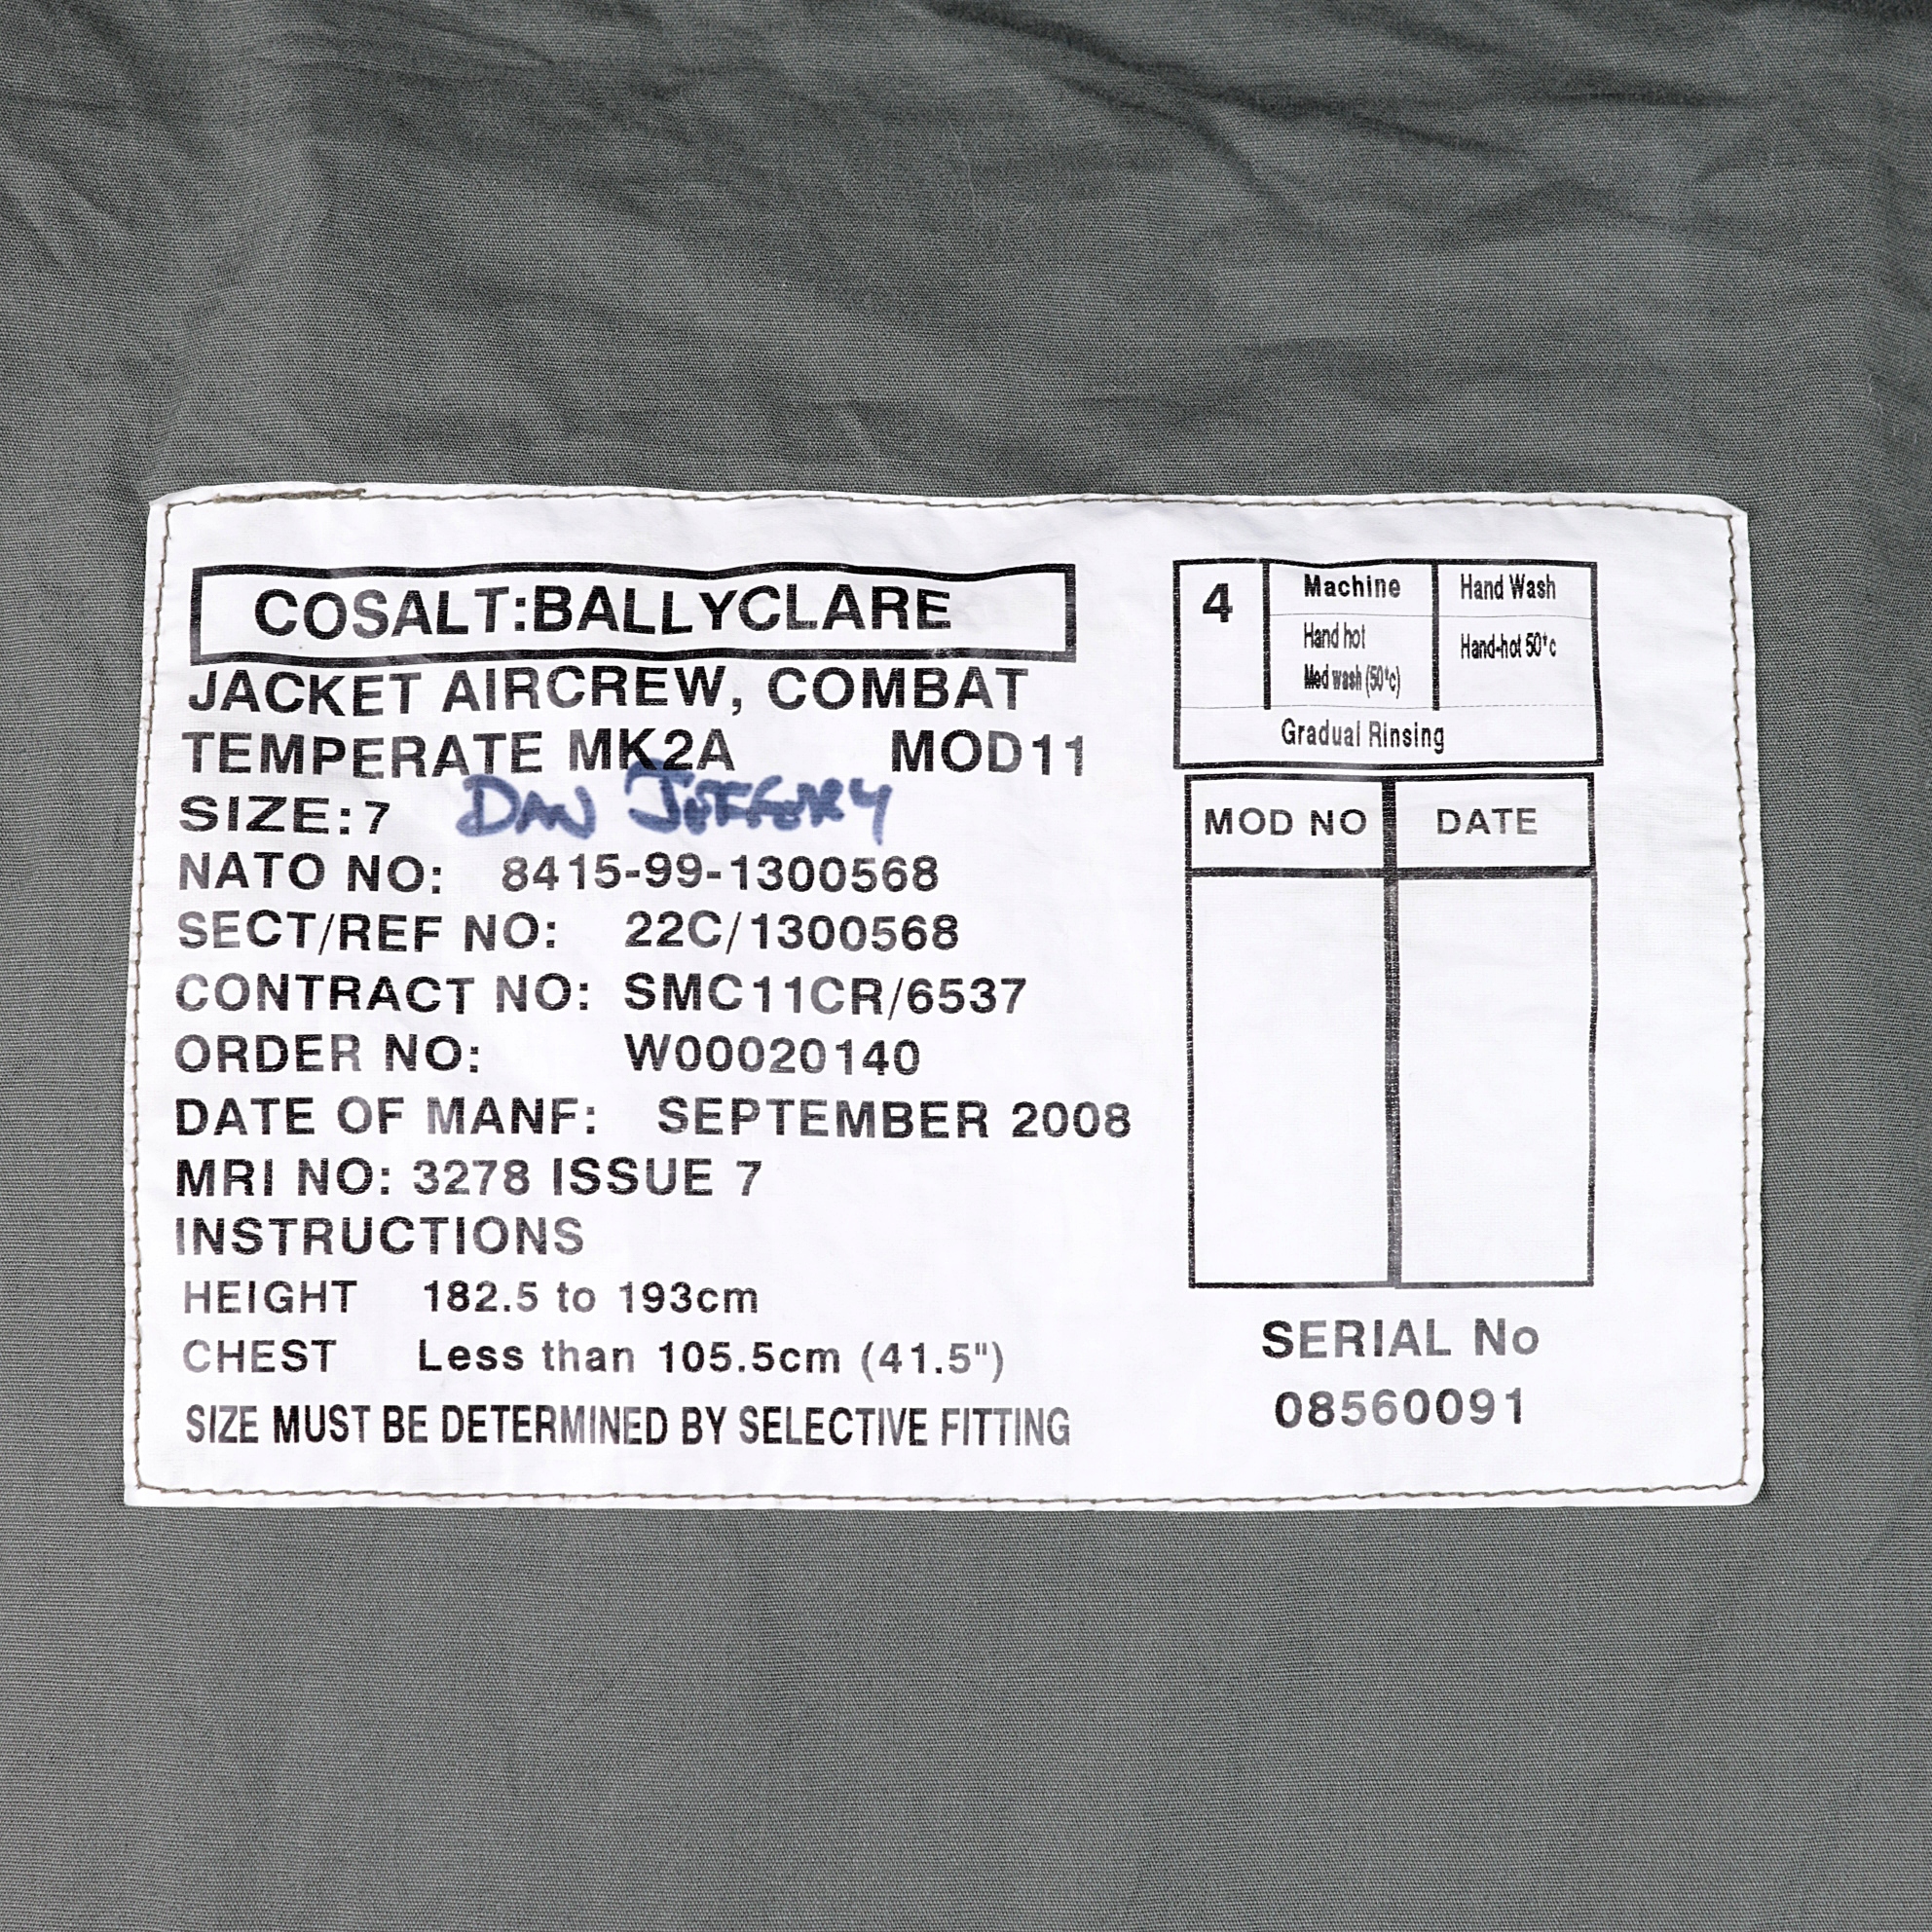 COSALT:BALLYCLARE
JACKET AIRCREW, COMBAT
TEMPERATE MK2A MOD11
SIZE:7 DAN JEFFERY
NATO NO: 8415-99-1300568
SECT/REF NO: 22C/1300568
CONTRACT NO: SMC11CR/6537
ORDER NO: W00020140
DATE OF MANF: SEPTEMBER 2008
MRI NO: 3278 ISSUE 7
INSTRUCTIONS
HEIGHT 182.5 to 193cm
CHEST Less than 105.5cm (41.5")
SIZE MUST BE DETERMINED BY SELECTIVE FITTING
4 Machine Hand Wash
Hand hot Hand-hot 50°c
Med wash (50°c)
Gradual Rinsing
MOD NO DATE
SERIAL No
08560091